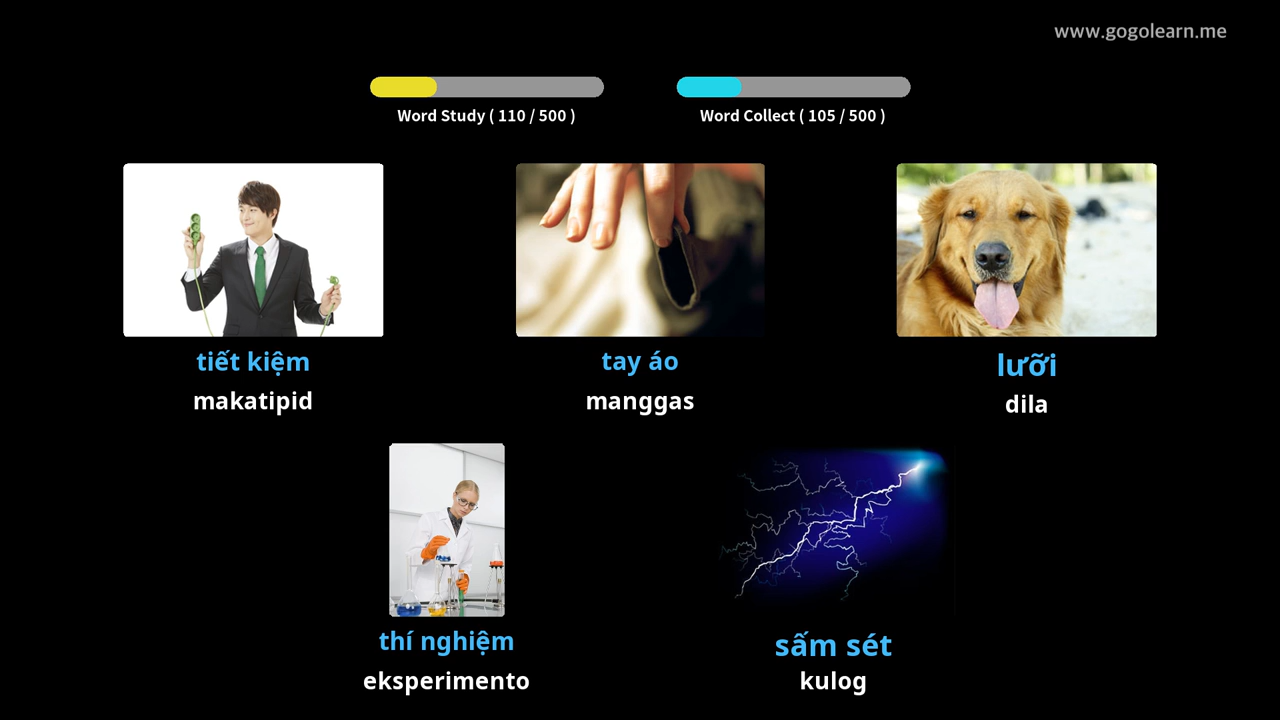 www.gogolearn.me
Word Study ( 110 / 500 )
Word Collect ( 105 / 500 )
tiết kiệm
makatipid
tay áo
manggas
lưỡi
dila
thí nghiệm
eksperimento
sấm sét
kulog